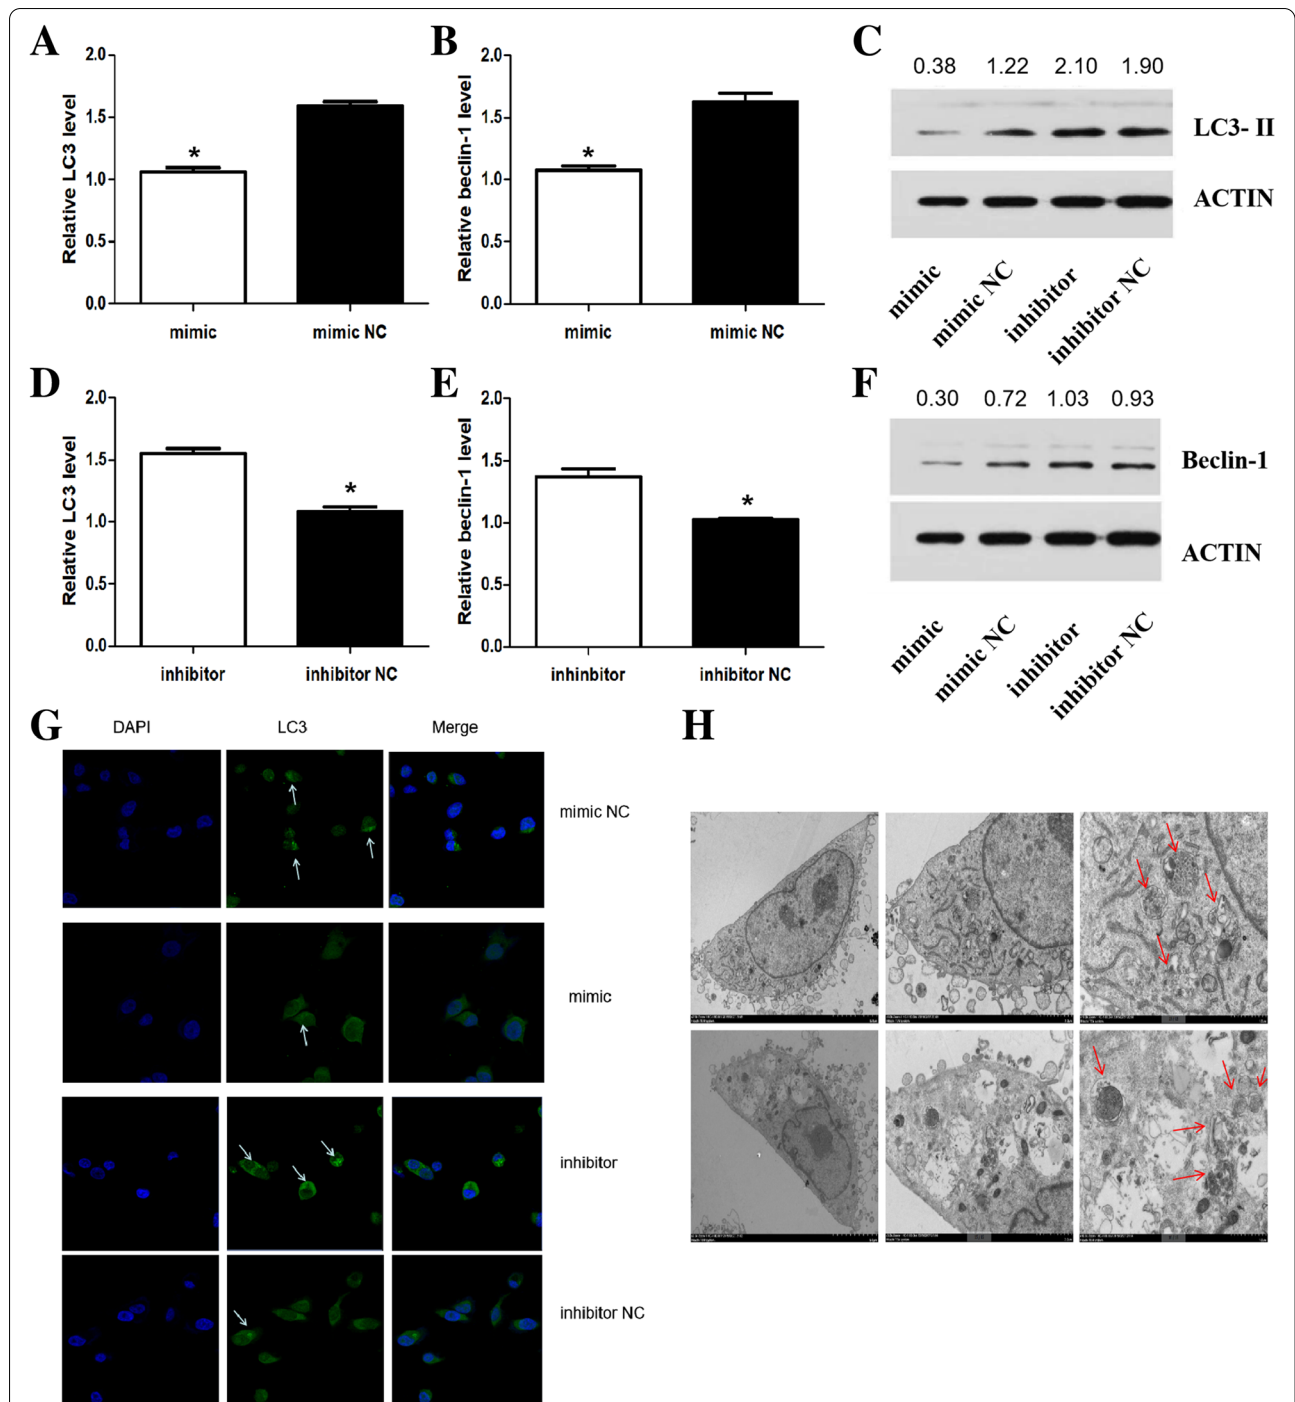 A
Relative LC3 level
2.0
1.5
1.0
0.5
0.0
*
mimic
mimic NC
B
Relative beclin-1 level
2.0
1.5
1.0
0.5
0.0
*
mimic
mimic NC
C
0.38 1.22 2.10 1.90
LC3- II
ACTIN
mimic
mimic NC
inhibitor
inhibitor NC
D
Relative LC3 level
2.0
1.5
1.0
0.5
0.0
*
inhibitor
inhibitor NC
E
Relative beclin-1 level
2.0
1.5
1.0
0.5
0.0
*
inhinbitor
inhibitor NC
F
0.30 0.72 1.03 0.93
Beclin-1
ACTIN
mimic
mimic NC
inhibitor
inhibitor NC
G
DAPI LC3 Merge
mimic NC
mimic
inhibitor
inhibitor NC
H